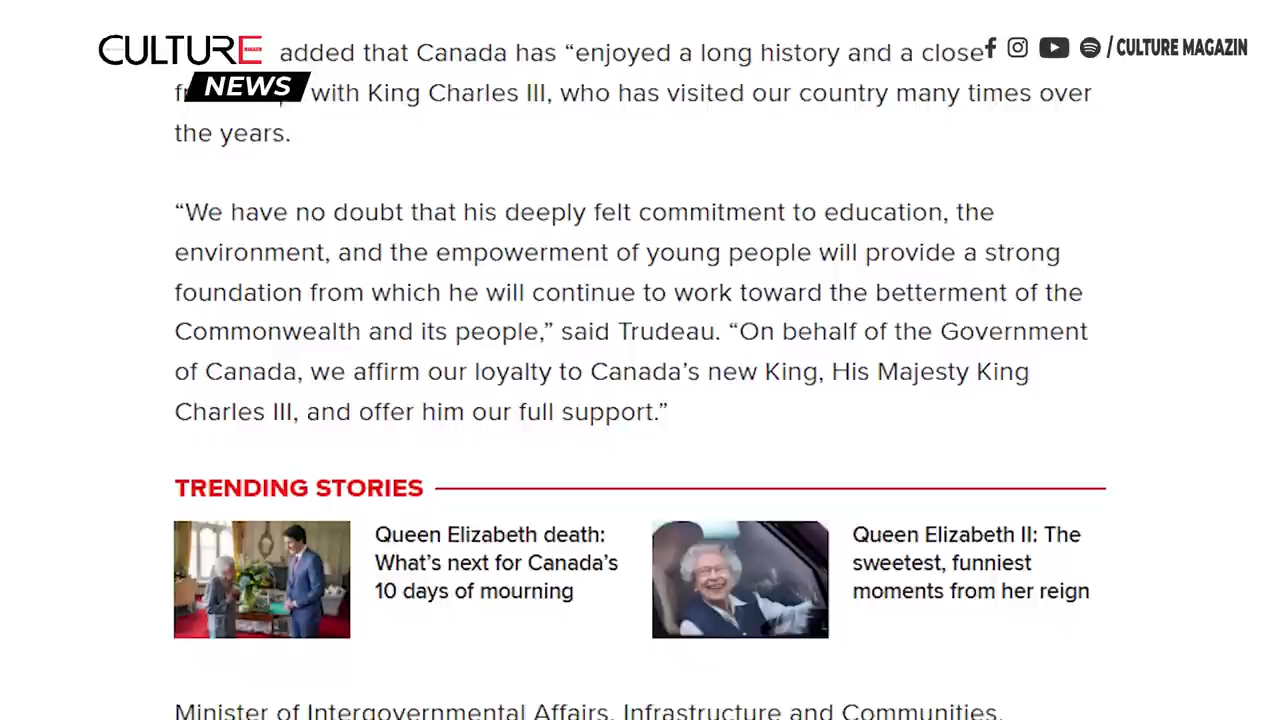 CULTURE
NEWS
/ CULTURE MAGAZIN
added that Canada has “enjoyed a long history and a close
with King Charles III, who has visited our country many times over
the years.
“We have no doubt that his deeply felt commitment to education, the
environment, and the empowerment of young people will provide a strong
foundation from which he will continue to work toward the betterment of the
Commonwealth and its people,” said Trudeau. “On behalf of the Government
of Canada, we affirm our loyalty to Canada’s new King, His Majesty King
Charles III, and offer him our full support.”
TRENDING STORIES
Queen Elizabeth death:
What’s next for Canada’s
10 days of mourning
Queen Elizabeth II: The
sweetest, funniest
moments from her reign
Minister of Intergovernmental Affairs, Infrastructure and Communities,